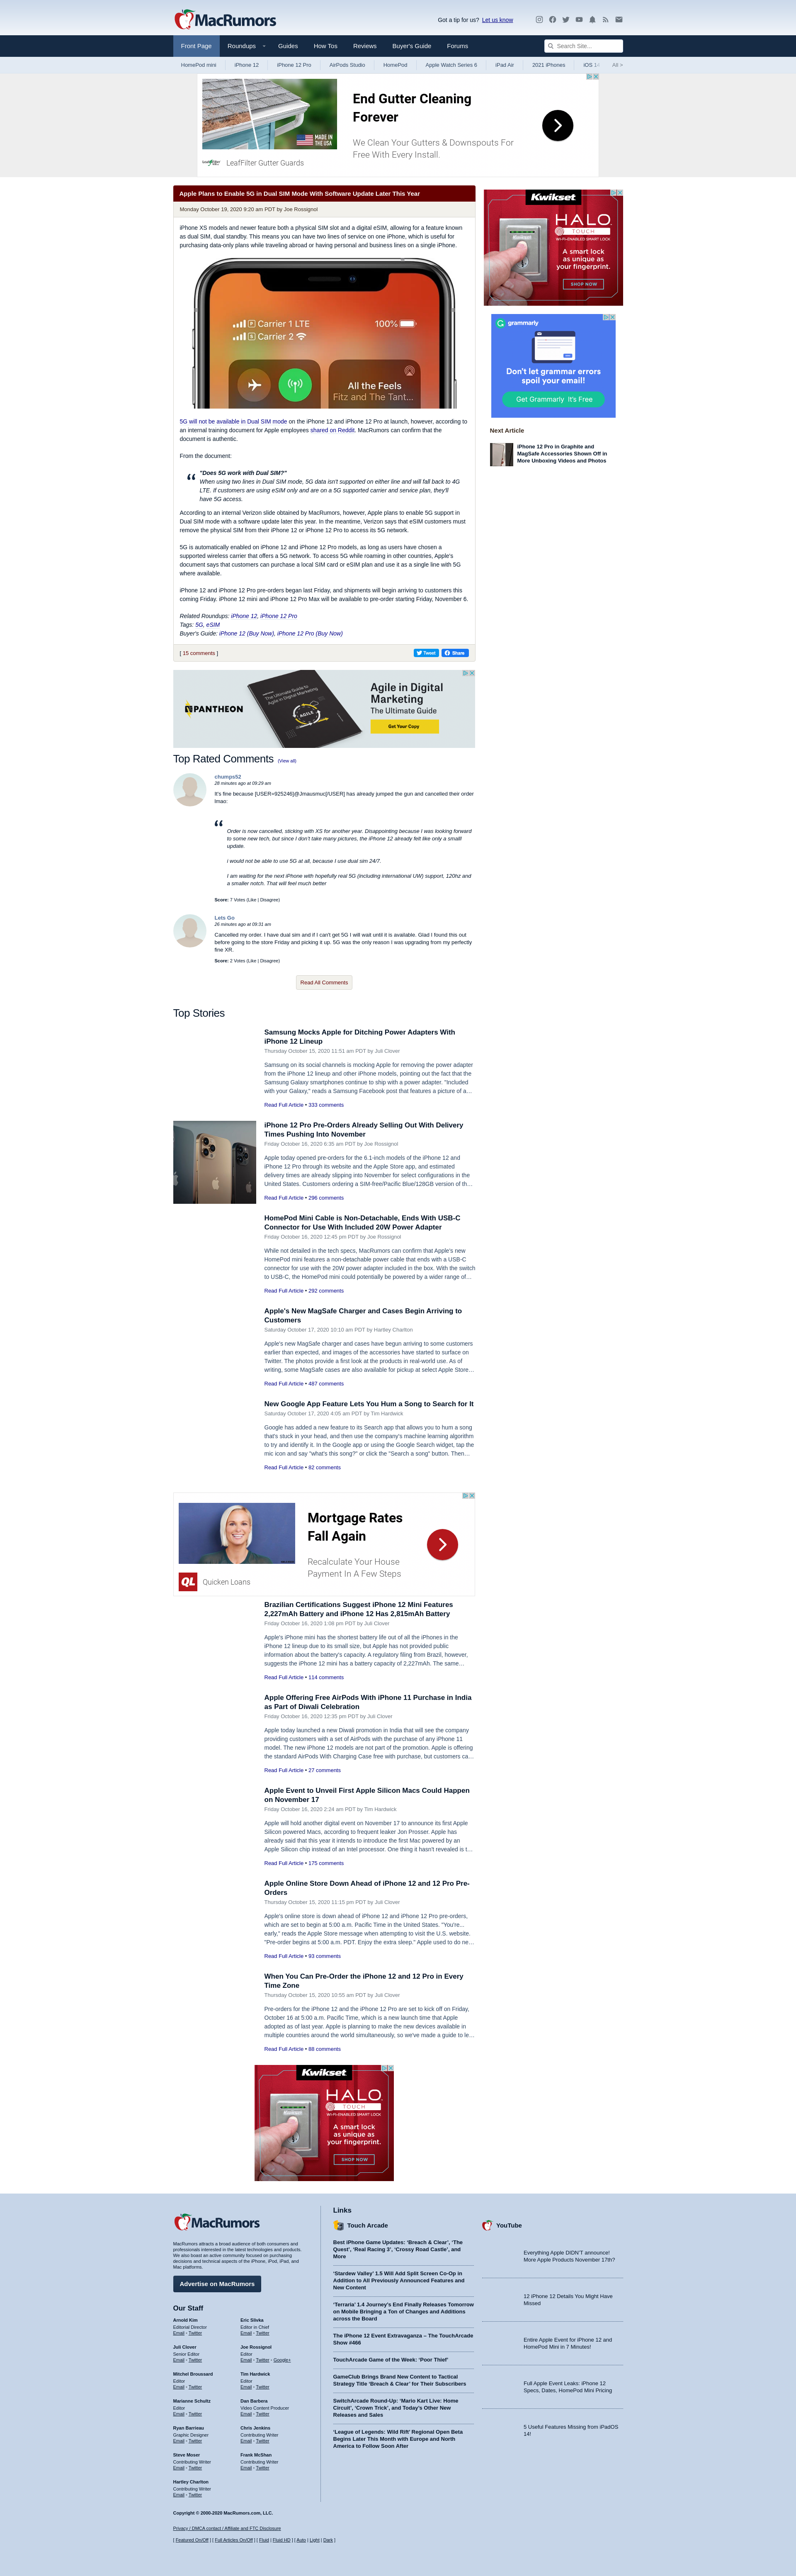 MacRumors
Got a tip for us? Let us know
Front Page
Roundups
Guides
How Tos
Reviews
Buyer's Guide
Forums
Search Site...
HomePod mini
iPhone 12
iPhone 12 Pro
AirPods Studio
HomePod
Apple Watch Series 6
iPad Air
2021 iPhones
iOS 14
All >
MADE IN
THE USA
LeafFilter Gutter Guards
End Gutter Cleaning
Forever
We Clean Your Gutters & Downspouts For
Free With Every Install.
Apple Plans to Enable 5G in Dual SIM Mode With Software Update Later This Year
Monday October 19, 2020 9:20 am PDT by Joe Rossignol
iPhone XS models and newer feature both a physical SIM slot and a digital eSIM, allowing for a feature known
as dual SIM, dual standby. This means you can have two lines of service on one iPhone, which is useful for
purchasing data-only plans while traveling abroad or having personal and business lines on a single iPhone.
Carrier 1 LTE
Carrier 2
100%
All the Feels
Fitz and The Tant...
5G will not be available in Dual SIM mode on the iPhone 12 and iPhone 12 Pro at launch, however, according to
an internal training document for Apple employees shared on Reddit. MacRumors can confirm that the
document is authentic.
From the document:
"Does 5G work with Dual SIM?"
When using two lines in Dual SIM mode, 5G data isn't supported on either line and will fall back to 4G
LTE. If customers are using eSIM only and are on a 5G supported carrier and service plan, they'll
have 5G access.
According to an internal Verizon slide obtained by MacRumors, however, Apple plans to enable 5G support in
Dual SIM mode with a software update later this year. In the meantime, Verizon says that eSIM customers must
remove the physical SIM from their iPhone 12 or iPhone 12 Pro to access its 5G network.
5G is automatically enabled on iPhone 12 and iPhone 12 Pro models, as long as users have chosen a
supported wireless carrier that offers a 5G network. To access 5G while roaming in other countries, Apple's
document says that customers can purchase a local SIM card or eSIM plan and use it as a single line with 5G
where available.
iPhone 12 and iPhone 12 Pro pre-orders began last Friday, and shipments will begin arriving to customers this
coming Friday. iPhone 12 mini and iPhone 12 Pro Max will be available to pre-order starting Friday, November 6.
Related Roundups: iPhone 12, iPhone 12 Pro
Tags: 5G, eSIM
Buyer's Guide: iPhone 12 (Buy Now), iPhone 12 Pro (Buy Now)
[ 15 comments ]
Tweet
Share
Kwikset
HALO
TOUCH
WI-FI-ENABLED SMART LOCK
A smart lock
as unique as
a fingerprint.
SHOP NOW
grammarly
Don't let grammar errors
spoil your email!
Get Grammarly It's Free
Next Article
iPhone 12 Pro in Graphite and
MagSafe Accessories Shown Off in
More Unboxing Videos and Photos
PANTHEON
The Ultimate Guide to
Agile in Digital Marketing
AGILE
Agile in Digital
Marketing
The Ultimate Guide
Get Your Copy
Top Rated Comments (View all)
chumps52
28 minutes ago at 09:29 am
It's fine because [USER=925246]@Jmausmuc[/USER] has already jumped the gun and cancelled their order
lmao:
Order is now cancelled, sticking with XS for another year. Disappointing because I was looking forward
to some new tech, but since I don't take many pictures, the iPhone 12 already felt like only a small
update.
I would not be able to use 5G at all, because I use dual sim 24/7.
I am waiting for the next iPhone with hopefully real 5G (including international UW) support, 120hz and
a smaller notch. That will feel much better
Score: 7 Votes (Like | Disagree)
Lets Go
26 minutes ago at 09:31 am
Cancelled my order. I have dual sim and if I can't get 5G I will wait until it is available. Glad I found this out
before going to the store Friday and picking it up. 5G was the only reason I was upgrading from my perfectly
fine XR.
Score: 2 Votes (Like | Disagree)
Read All Comments
Top Stories
Samsung Mocks Apple for Ditching Power Adapters With
iPhone 12 Lineup
Thursday October 15, 2020 11:51 am PDT by Juli Clover
Samsung on its social channels is mocking Apple for removing the power adapter
from the iPhone 12 lineup and other iPhone models, pointing out the fact that the
Samsung Galaxy smartphones continue to ship with a power adapter. "Included
with your Galaxy," reads a Samsung Facebook post that features a picture of a...
Read Full Article • 333 comments
iPhone 12 Pro Pre-Orders Already Selling Out With Delivery
Times Pushing Into November
Friday October 16, 2020 6:35 am PDT by Joe Rossignol
Apple today opened pre-orders for the 6.1-inch models of the iPhone 12 and
iPhone 12 Pro through its website and the Apple Store app, and estimated
delivery times are already slipping into November for select configurations in the
United States. Customers ordering a SIM-free/Pacific Blue/128GB version of th...
Read Full Article • 296 comments
HomePod Mini Cable is Non-Detachable, Ends With USB-C
Connector for Use With Included 20W Power Adapter
Friday October 16, 2020 12:45 pm PDT by Joe Rossignol
While not detailed in the tech specs, MacRumors can confirm that Apple's new
HomePod mini features a non-detachable power cable that ends with a USB-C
connector for use with the 20W power adapter included in the box. With the switch
to USB-C, the HomePod mini could potentially be powered by a wider range of...
Read Full Article • 292 comments
Apple's New MagSafe Charger and Cases Begin Arriving to
Customers
Saturday October 17, 2020 10:10 am PDT by Hartley Charlton
Apple's new MagSafe charger and cases have begun arriving to some customers
earlier than expected, and images of the accessories have started to surface on
Twitter. The photos provide a first look at the products in real-world use. As of
writing, some MagSafe cases are also available for pickup at select Apple Store...
Read Full Article • 487 comments
New Google App Feature Lets You Hum a Song to Search for It
Saturday October 17, 2020 4:05 am PDT by Tim Hardwick
Google has added a new feature to its Search app that allows you to hum a song
that's stuck in your head, and then use the company's machine learning algorithm
to try and identify it. In the Google app or using the Google Search widget, tap the
mic icon and say "what's this song?" or click the "Search a song" button. Then...
Read Full Article • 82 comments
QL
Quicken Loans
Mortgage Rates
Fall Again
Recalculate Your House
Payment In A Few Steps
Brazilian Certifications Suggest iPhone 12 Mini Features
2,227mAh Battery and iPhone 12 Has 2,815mAh Battery
Friday October 16, 2020 1:08 pm PDT by Juli Clover
Apple's iPhone mini has the shortest battery life out of all the iPhones in the
iPhone 12 lineup due to its small size, but Apple has not provided public
information about the battery's capacity. A regulatory filing from Brazil, however,
suggests the iPhone 12 mini has a battery capacity of 2,227mAh. The same...
Read Full Article • 114 comments
Apple Offering Free AirPods With iPhone 11 Purchase in India
as Part of Diwali Celebration
Friday October 16, 2020 12:35 pm PDT by Juli Clover
Apple today launched a new Diwali promotion in India that will see the company
providing customers with a set of AirPods with the purchase of any iPhone 11
model. The new iPhone 12 models are not part of the promotion. Apple is offering
the standard AirPods With Charging Case free with purchase, but customers ca...
Read Full Article • 27 comments
Apple Event to Unveil First Apple Silicon Macs Could Happen
on November 17
Friday October 16, 2020 2:24 am PDT by Tim Hardwick
Apple will hold another digital event on November 17 to announce its first Apple
Silicon powered Macs, according to frequent leaker Jon Prosser. Apple has
already said that this year it intends to introduce the first Mac powered by an
Apple Silicon chip instead of an Intel processor. One thing it hasn't revealed is t...
Read Full Article • 175 comments
Apple Online Store Down Ahead of iPhone 12 and 12 Pro Pre-
Orders
Thursday October 15, 2020 11:15 pm PDT by Juli Clover
Apple's online store is down ahead of iPhone 12 and iPhone 12 Pro pre-orders,
which are set to begin at 5:00 a.m. Pacific Time in the United States. "You're...
early," reads the Apple Store message when attempting to visit the U.S. website.
"Pre-order begins at 5:00 a.m. PDT. Enjoy the extra sleep." Apple used to do ne...
Read Full Article • 93 comments
When You Can Pre-Order the iPhone 12 and 12 Pro in Every
Time Zone
Thursday October 15, 2020 10:55 am PDT by Juli Clover
Pre-orders for the iPhone 12 and the iPhone 12 Pro are set to kick off on Friday,
October 16 at 5:00 a.m. Pacific Time, which is a new launch time that Apple
adopted as of last year. Apple is planning to make the new devices available in
multiple countries around the world simultaneously, so we've made a guide to le...
Read Full Article • 88 comments
Kwikset
HALO
TOUCH
WI-FI-ENABLED SMART LOCK
A smart lock
as unique as
a fingerprint.
SHOP NOW
MacRumors
MacRumors attracts a broad audience of both consumers and
professionals interested in the latest technologies and products.
We also boast an active community focused on purchasing
decisions and technical aspects of the iPhone, iPod, iPad, and
Mac platforms.
Advertise on MacRumors
Our Staff
Arnold Kim
Editorial Director
Email • Twitter
Eric Slivka
Editor in Chief
Email • Twitter
Juli Clover
Senior Editor
Email • Twitter
Joe Rossignol
Editor
Email • Twitter • Google+
Mitchel Broussard
Editor
Email • Twitter
Tim Hardwick
Editor
Email • Twitter
Marianne Schultz
Editor
Email • Twitter
Dan Barbera
Video Content Producer
Email • Twitter
Ryan Barrieau
Graphic Designer
Email • Twitter
Chris Jenkins
Contributing Writer
Email • Twitter
Steve Moser
Contributing Writer
Email • Twitter
Frank McShan
Contributing Writer
Email • Twitter
Hartley Charlton
Contributing Writer
Email • Twitter
Links
Touch Arcade
Best iPhone Game Updates: 'Breach & Clear', 'The
Quest', 'Real Racing 3', 'Crossy Road Castle', and
More
'Stardew Valley' 1.5 Will Add Split Screen Co-Op in
Addition to All Previously Announced Features and
New Content
'Terraria' 1.4 Journey's End Finally Releases Tomorrow
on Mobile Bringing a Ton of Changes and Additions
across the Board
The iPhone 12 Event Extravaganza – The TouchArcade
Show #466
TouchArcade Game of the Week: 'Poor Thief'
GameClub Brings Brand New Content to Tactical
Strategy Title 'Breach & Clear' for Their Subscribers
SwitchArcade Round-Up: 'Mario Kart Live: Home
Circuit', 'Crown Trick', and Today's Other New
Releases and Sales
'League of Legends: Wild Rift' Regional Open Beta
Begins Later This Month with Europe and North
America to Follow Soon After
YouTube
Everything Apple DIDN'T announce!
More Apple Products November 17th?
12 iPhone 12 Details You Might Have
Missed
Entire Apple Event for iPhone 12 and
HomePod Mini in 7 Minutes!
Full Apple Event Leaks: iPhone 12
Specs, Dates, HomePod Mini Pricing
5 Useful Features Missing from iPadOS
14!
Copyright © 2000-2020 MacRumors.com, LLC.
Privacy / DMCA contact / Affiliate and FTC Disclosure
[ Featured On/Off ] [ Full Articles On/Off ] [ Fluid | Fluid HD ] [ Auto | Light | Dark ]